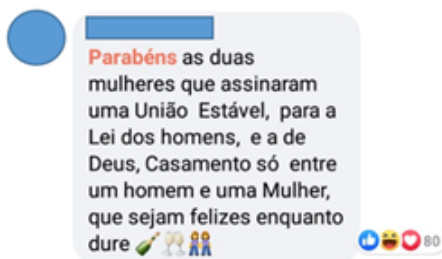 Parabéns as duas
mulheres que assinaram
uma União Estável, para a
Lei dos homens, e a de
Deus, Casamento só entre
um homem e uma Mulher,
que sejam felizes enquanto
dure 🍾🥂👭
80